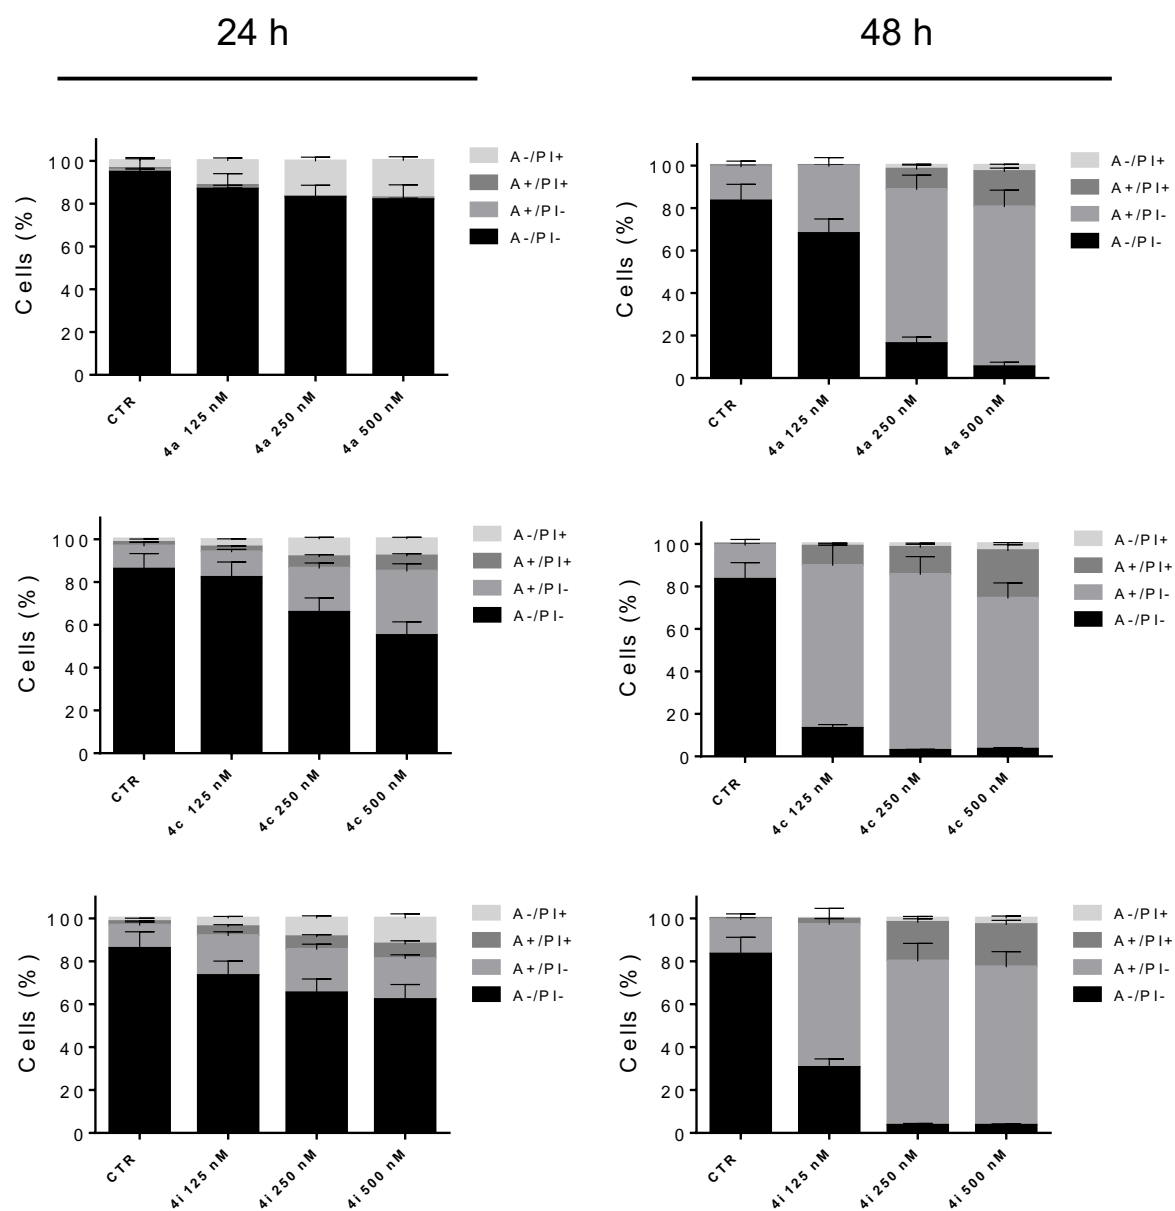 24 h
48 h
Cells (%)
100
80
60
40
20
0
CTR
4a 125 nM
4a 250 nM
4a 500 nM
A-/PI+
A+/PI+
A+/PI-
A-/PI-
Cells (%)
100
80
60
40
20
0
CTR
4a 125 nM
4a 250 nM
4a 500 nM
A-/PI+
A+/PI+
A+/PI-
A-/PI-
Cells (%)
100
80
60
40
20
0
CTR
4c 125 nM
4c 250 nM
4c 500 nM
A-/PI+
A+/PI+
A+/PI-
A-/PI-
Cells (%)
100
80
60
40
20
0
CTR
4c 125 nM
4c 250 nM
4c 500 nM
A-/PI+
A+/PI+
A+/PI-
A-/PI-
Cells (%)
100
80
60
40
20
0
CTR
4i 125 nM
4i 250 nM
4i 500 nM
A-/PI+
A+/PI+
A+/PI-
A-/PI-
Cells (%)
100
80
60
40
20
0
CTR
4i 125 nM
4i 250 nM
4i 500 nM
A-/PI+
A+/PI+
A+/PI-
A-/PI-